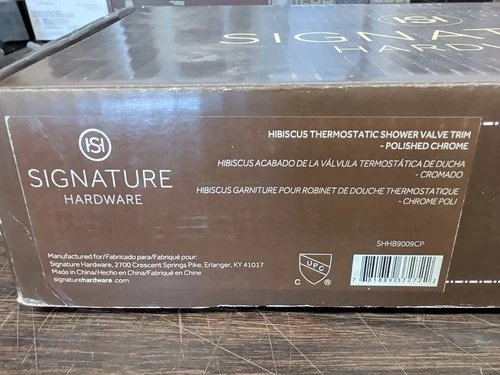 SIGNATURE
HARDWARE
HIBISCUS THERMOSTATIC SHOWER VALVE TRIM
- POLISHED CHROME
HIBISCUS ACABADO DE LA VÁLVULA TERMOSTÁTICA DE DUCHA
- CROMADO
HIBISCUS GARNITURE POUR ROBINET DE DOUCHE THERMOSTATIQUE
- CHROME POLI
SIGNATURE
HARDWARE
SHHB9009CP
Manufactured for/Fabricado para/Fabriqué pour:
Signature Hardware, 2700 Crescent Springs Pike, Erlanger, KY 41017
Made in China/Hecho en China/Fabriqué en Chine
signaturehardware.com
UPC
C ®